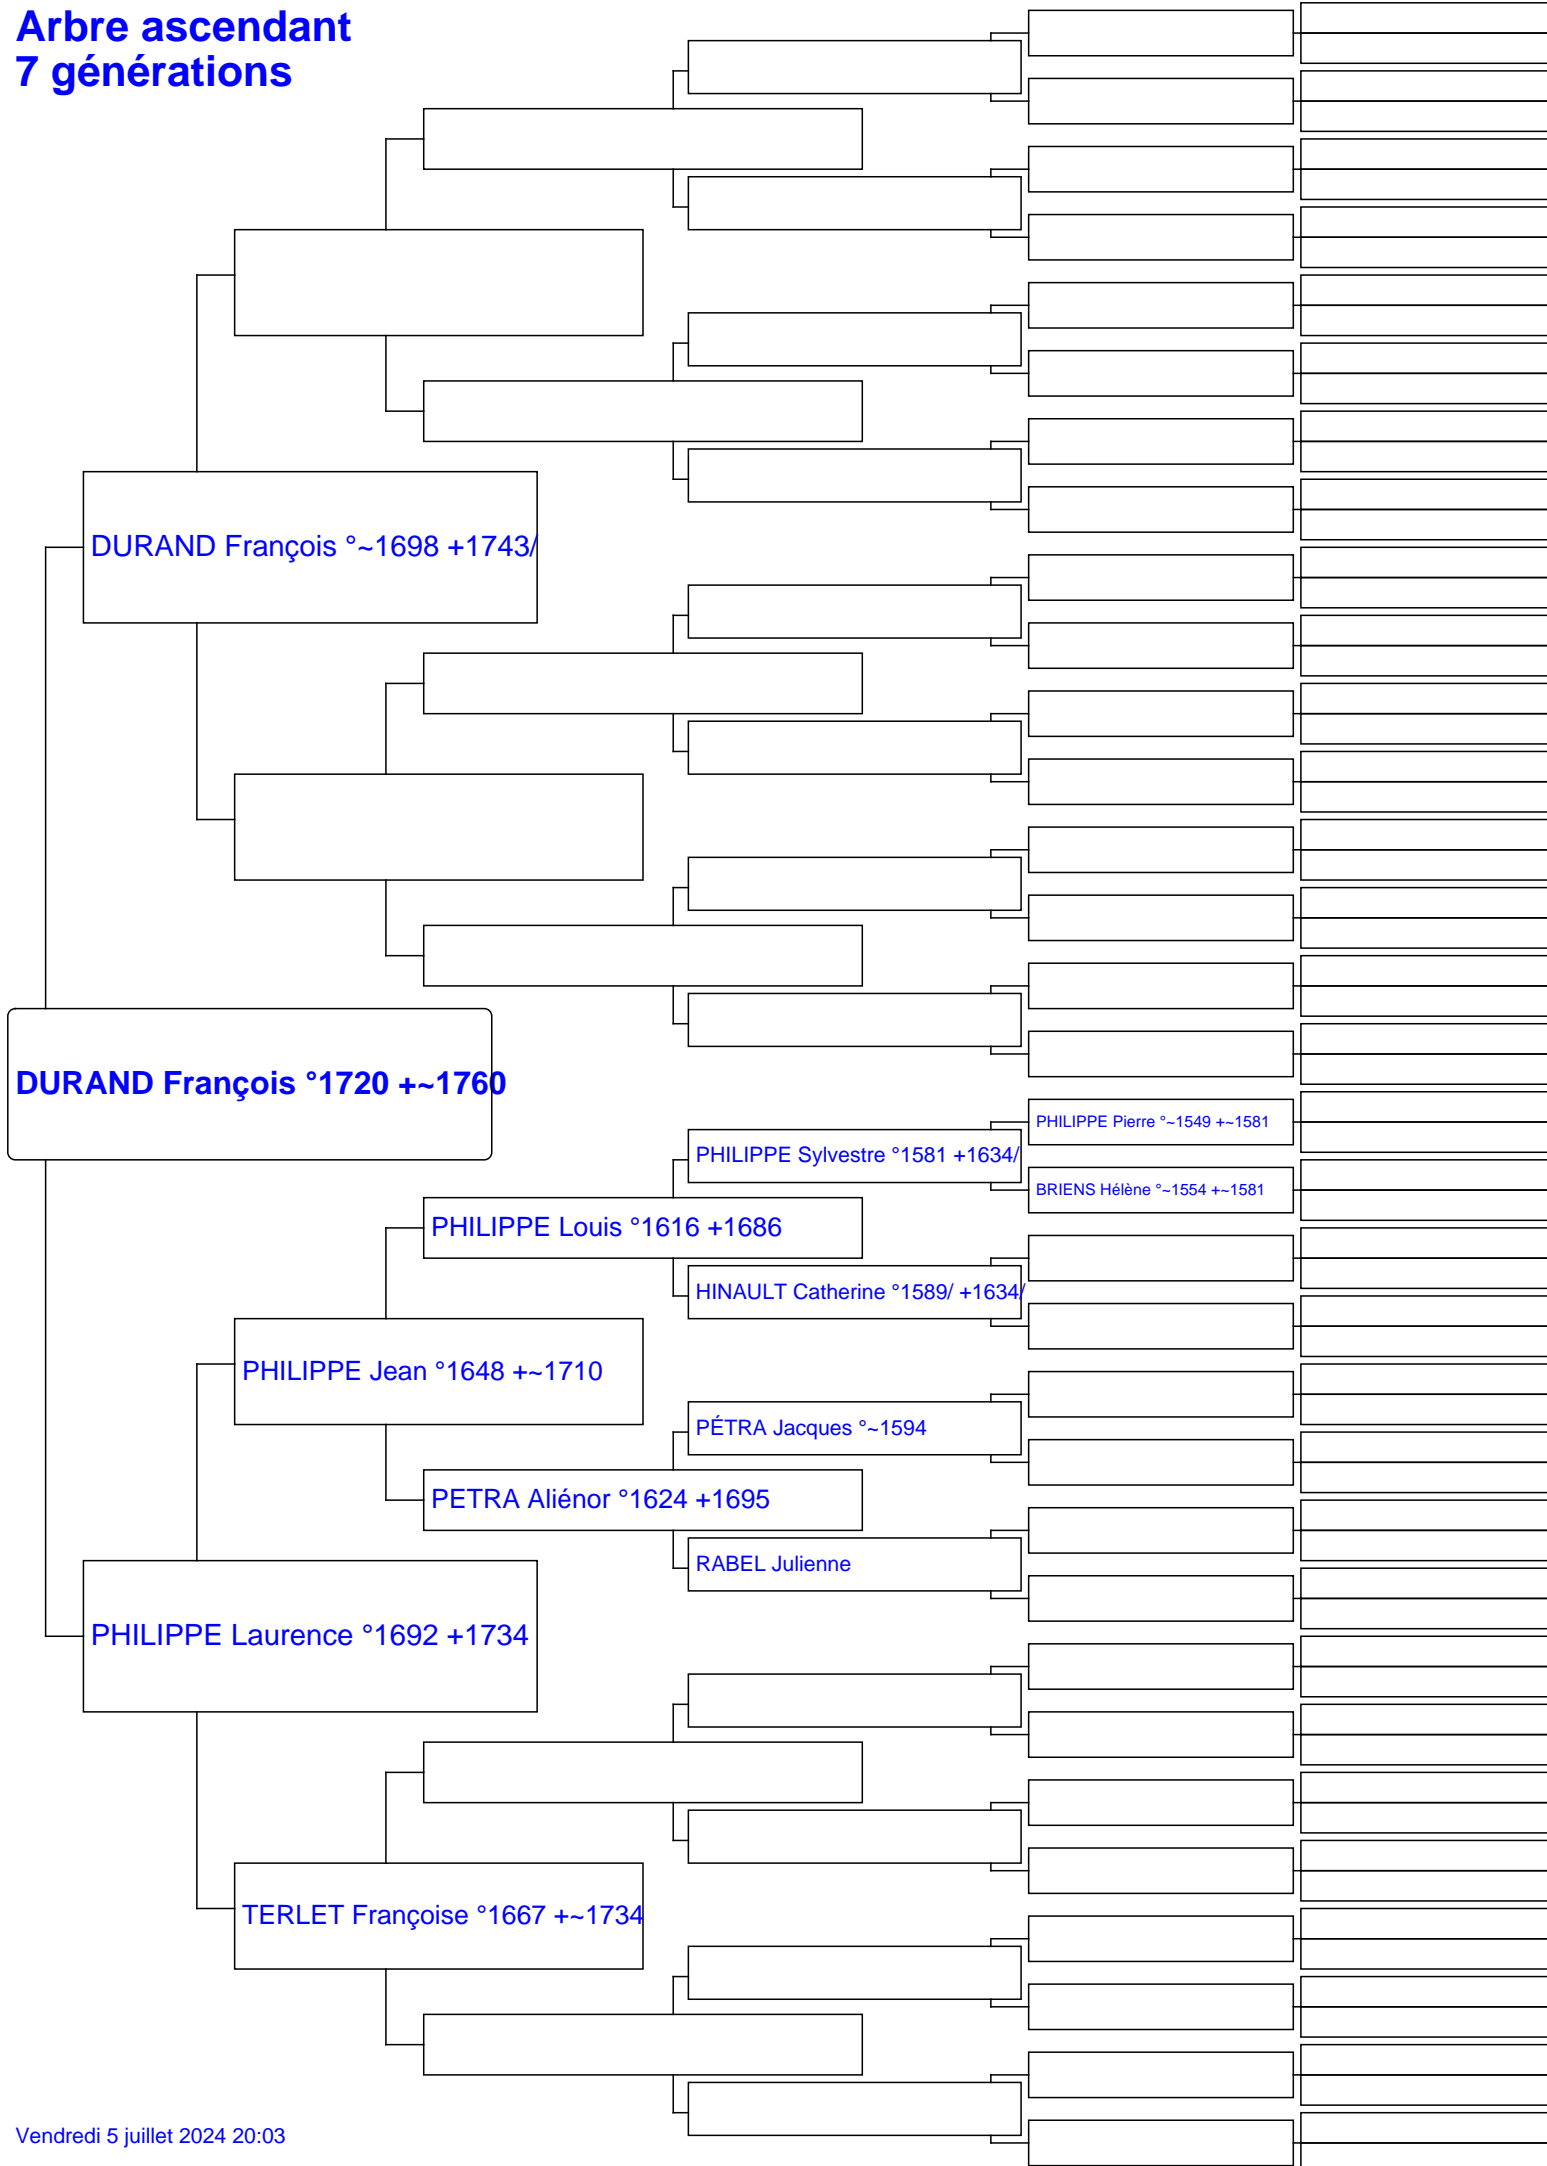 Arbre ascendant
7 générations
DURAND François °~1698 +1743/
DURAND François °1720 +~1760
PHILIPPE Pierre °~1549 +~1581
PHILIPPE Sylvestre °1581 +1634/
BRIENS Hélène °~1554 +~1581
PHILIPPE Louis °1616 +1686
HINAULT Catherine °1589/ +1634/
PHILIPPE Jean °1648 +~1710
PÉTRA Jacques °~1594
PETRA Aliénor °1624 +1695
RABEL Julienne
PHILIPPE Laurence °1692 +1734
TERLET Françoise °1667 +~1734
Vendredi 5 juillet 2024 20:03